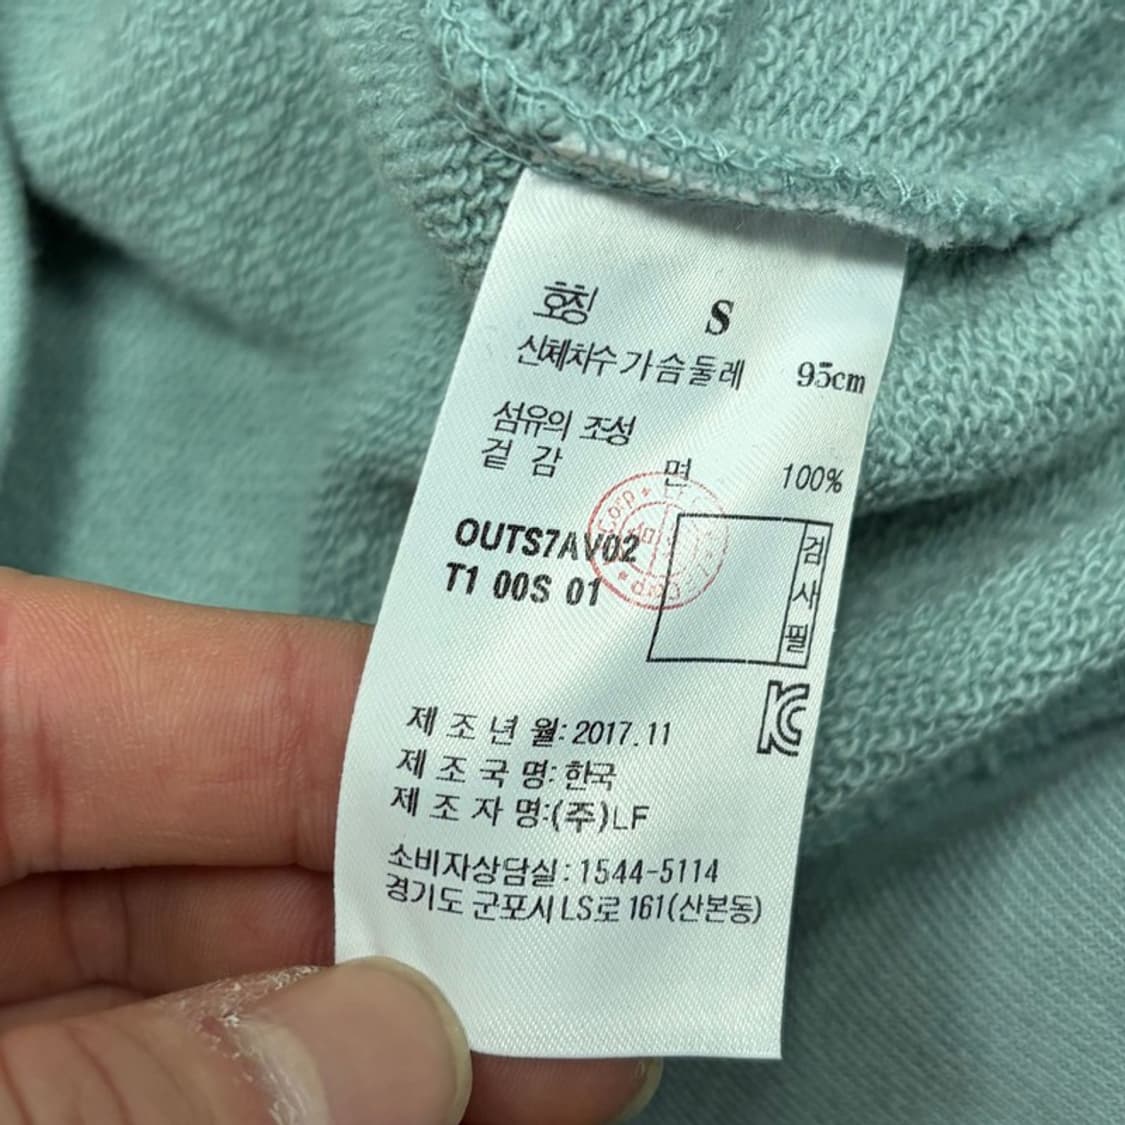 호칭 S
신체치수 가슴둘레 95cm
섬유의 조성
겉 감 면 100%
OUTS7AV02
T1 00S 01
검사필
제 조 년 월: 2017.11
제 조 국 명: 한국
제 조 자 명:(주)LF
소비자상담실: 1544-5114
경기도 군포시 LS로 161(산본동)